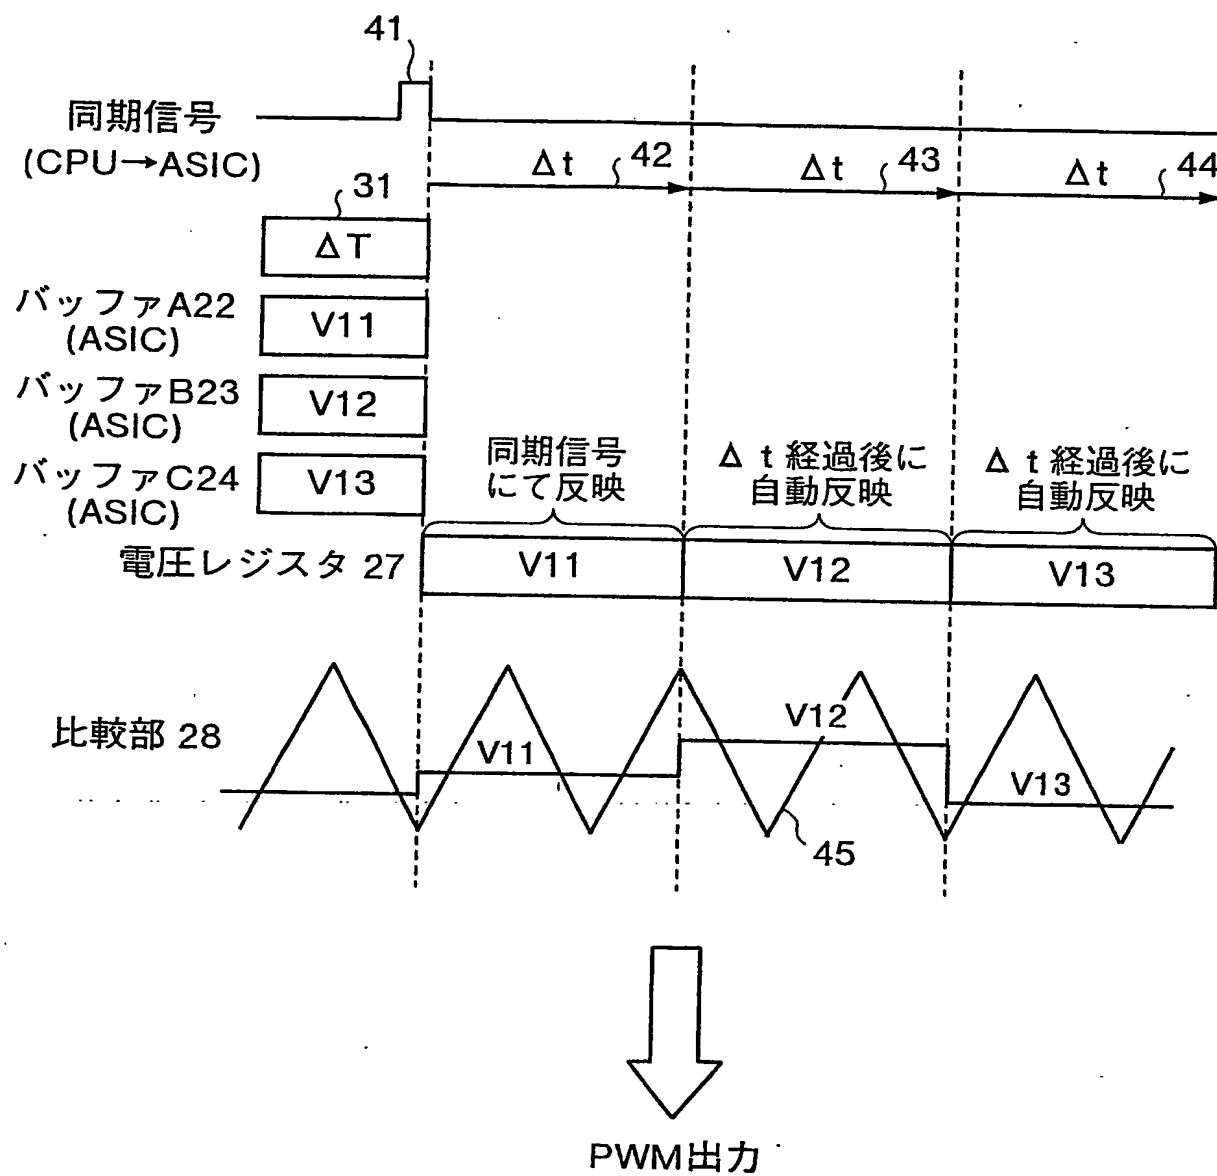 41
同期信号
(CPU→ASIC)
Δt 42
Δt 43
Δt 44
31
ΔT
バッファA22
(ASIC)
V11
バッファB23
(ASIC)
V12
バッファC24
(ASIC)
V13
同期信号
にて反映
Δt 経過後に
自動反映
Δt 経過後に
自動反映
電圧レジスタ 27
V11
V12
V13
比較部 28
V11
V12
V13
45
PWM出力